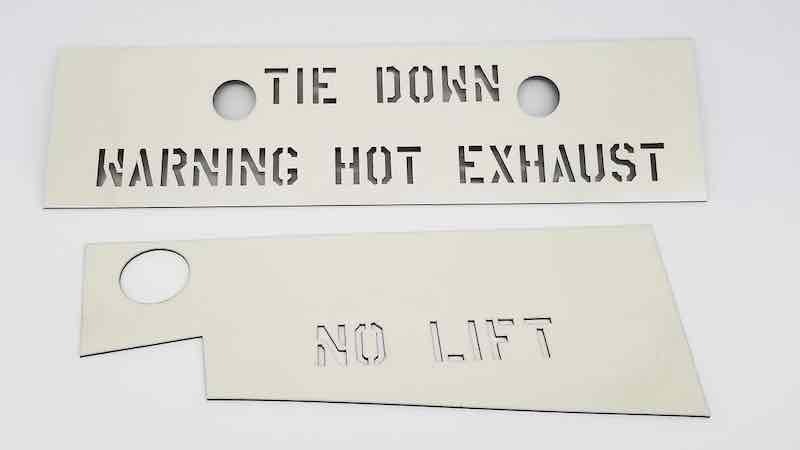 TIE DOWN
WARNING HOT EXHAUST
NO LIFT